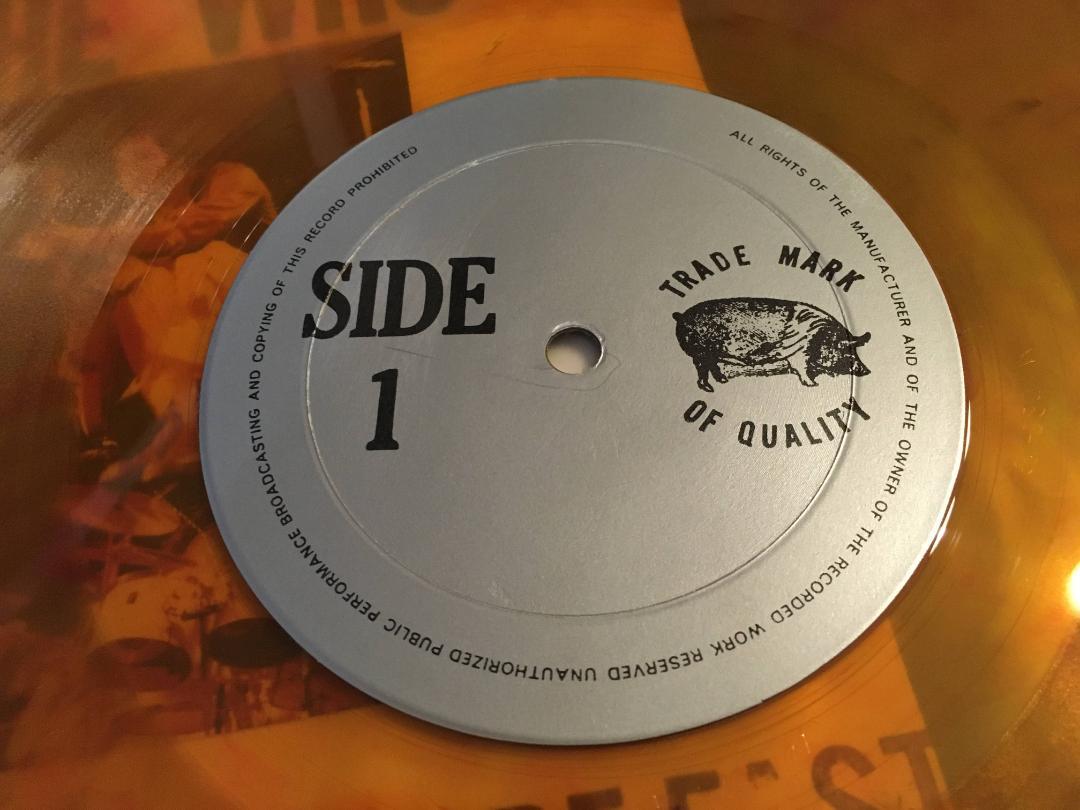 WHO
SIDE
1
TRADE MARK
OF QUALITY
ALL RIGHTS OF THE MANUFACTURER AND OF THE OWNER OF THE RECORDED WORK RESERVED UNAUTHORIZED PUBLIC PERFORMANCE BROADCASTING AND COPYING OF THIS RECORD PROHIBITED